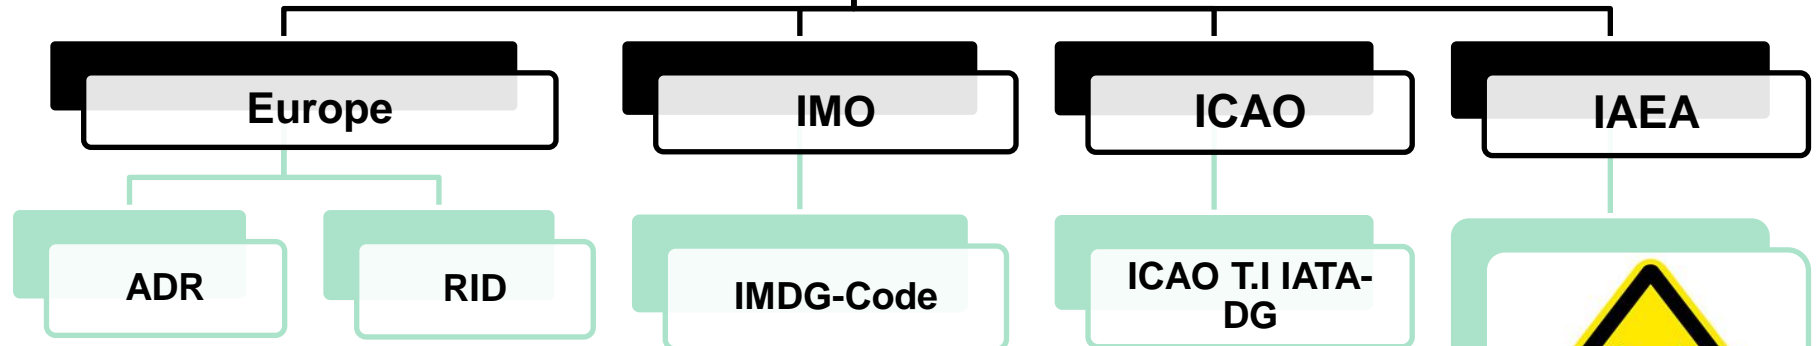 Europe
IMO
ICAO
IAEA
ADR
RID
IMDG-Code
ICAO T.I IATA-
DG